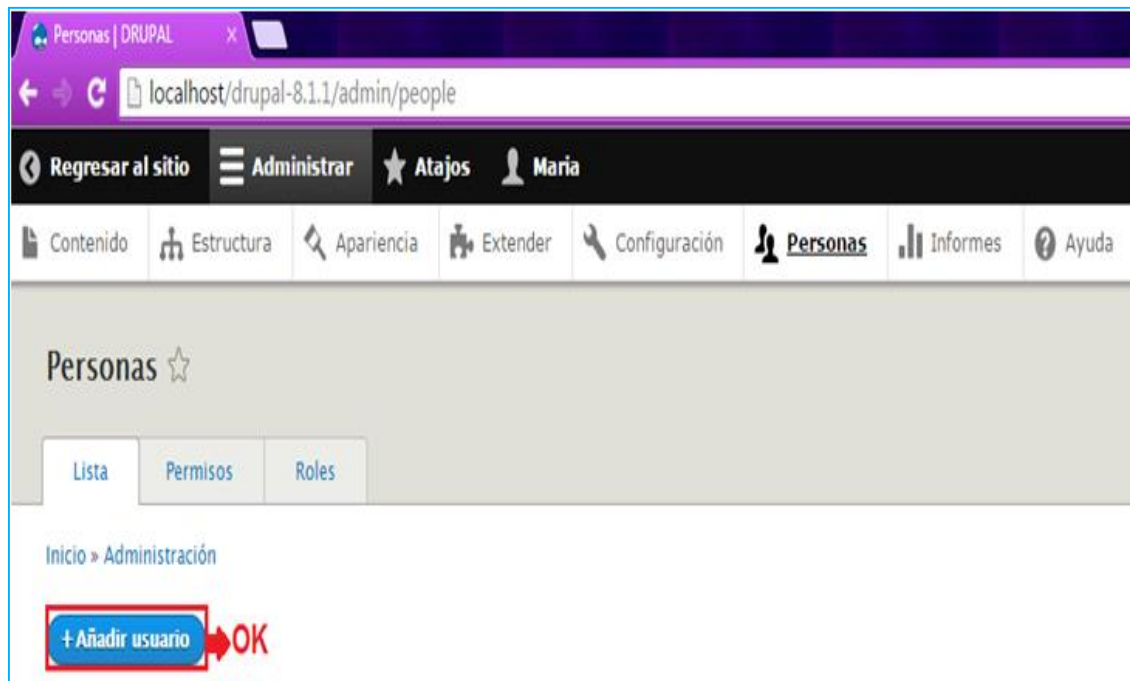 Personas | DRUPAL
localhost/drupal-8.1.1/admin/people
Regresar al sitio Administrar Atajos Maria
Contenido Estructura Apariencia Extender Configuración Personas Informes Ayuda
Personas
Lista Permisos Roles
Inicio » Administración
+Añadir usuario OK